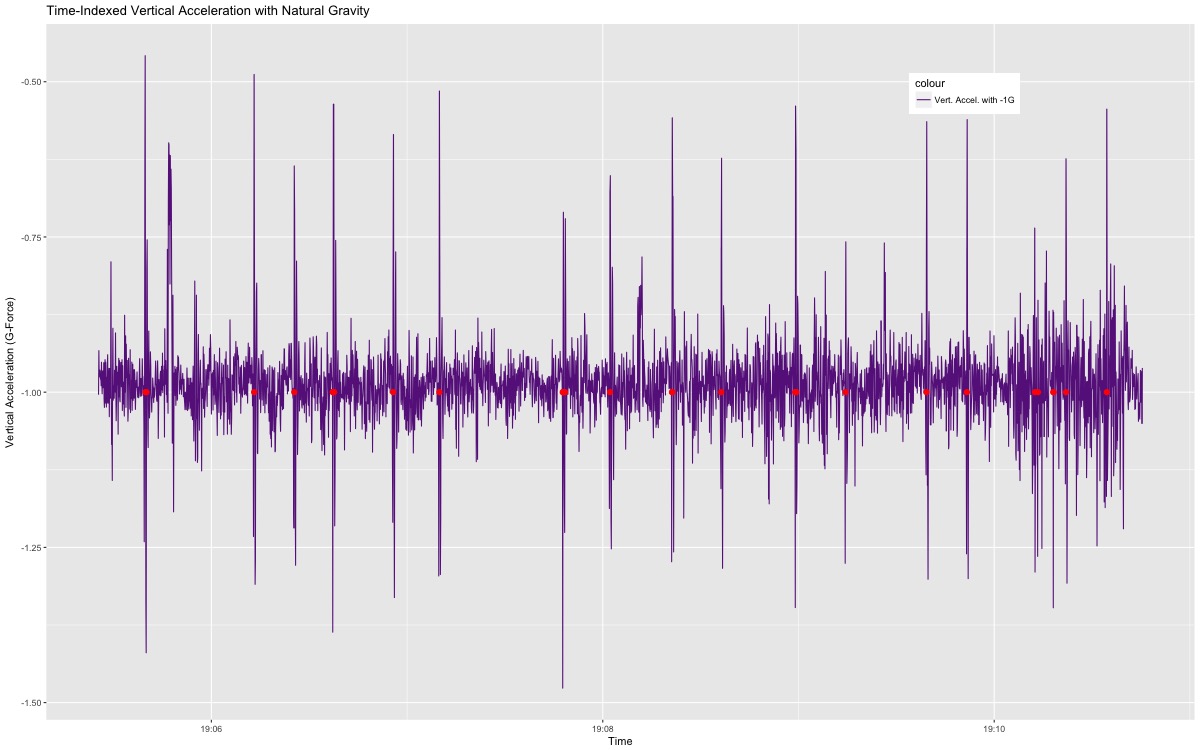 Time-Indexed Vertical Acceleration with Natural Gravity
colour
Vert. Accel. with -1G
Vertical Acceleration (G-Force)
-0.50
-0.75
-1.00
-1.25
-1.50
19:06
19:08
19:10
Time